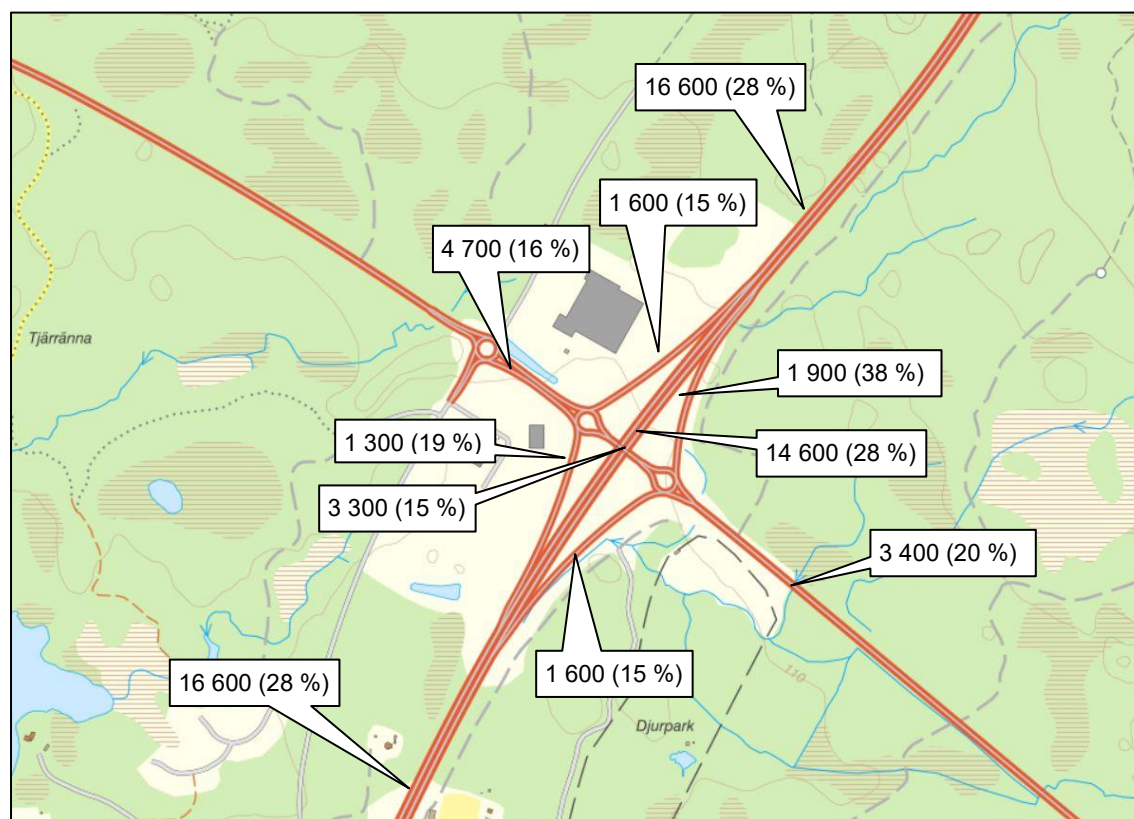 16 600 (28 %)
1 600 (15 %)
4 700 (16 %)
Tjärränna
1 900 (38 %)
1 300 (19 %)
14 600 (28 %)
3 300 (15 %)
3 400 (20 %)
1 600 (15 %)
16 600 (28 %)
110
Djurpark